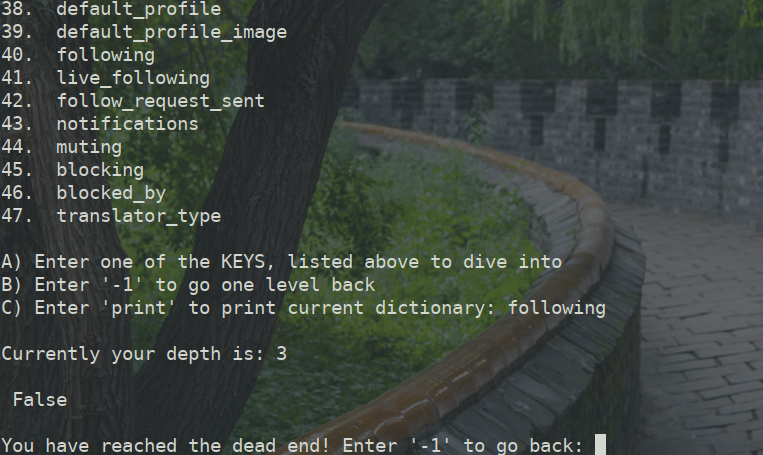 38.  default_profile
39.  default_profile_image
40.  following
41.  live_following
42.  follow_request_sent
43.  notifications
44.  muting
45.  blocking
46.  blocked_by
47.  translator_type
A) Enter one of the KEYS, listed above to dive into
B) Enter '-1' to go one level back
C) Enter 'print' to print current dictionary: following
Currently your depth is: 3
False
You have reached the dead end! Enter '-1' to go back: